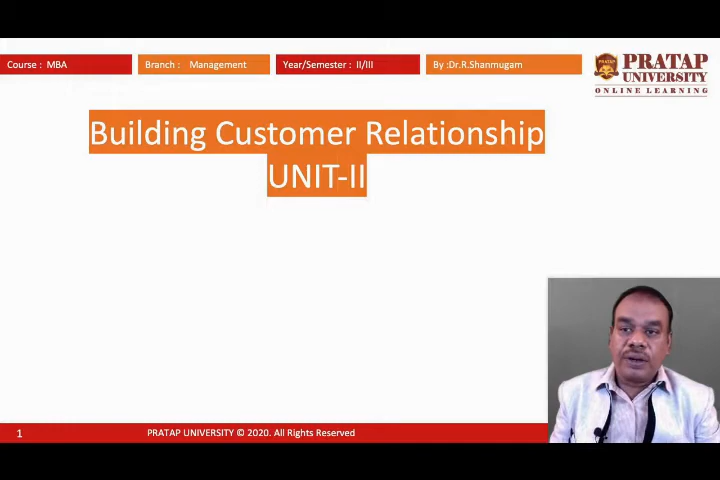 Course : MBA
Branch : Management
Year/Semester : II/III
By :Dr.R.Shanmugam
PRATAP
PRATAP
UNIVERSITY
ONLINE LEARNING
Building Customer Relationship
UNIT-II
1
PRATAP UNIVERSITY © 2020. All Rights Reserved